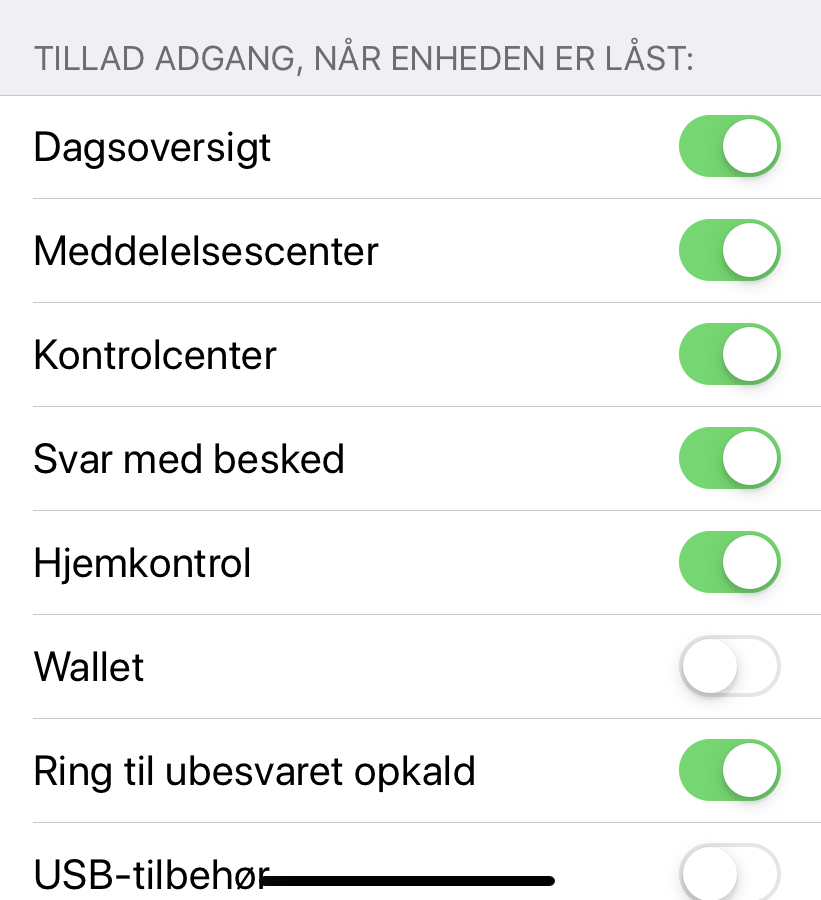 TILLAD ADGANG, NÅR ENHEDEN ER LÅST:
Dagsoversigt
Meddelelsescenter
Kontrolcenter
Svar med besked
Hjemkontrol
Wallet
Ring til ubesvaret opkald
USB-tilbehør